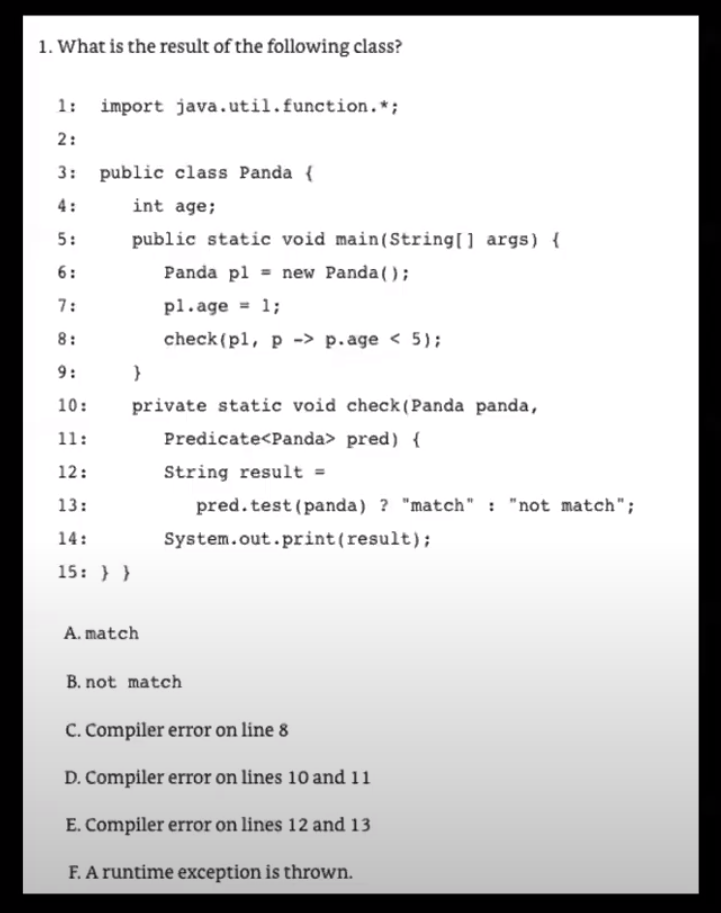 1. What is the result of the following class?
1: import java.util.function.*;
2:
3: public class Panda {
4: int age;
5: public static void main(String[] args) {
6: Panda p1 = new Panda();
7: p1.age = 1;
8: check(p1, p -> p.age < 5);
9: }
10: private static void check(Panda panda,
11: Predicate<Panda> pred) {
12: String result =
13: pred.test(panda) ? "match" : "not match";
14: System.out.print(result);
15: } }
A. match
B. not match
C. Compiler error on line 8
D. Compiler error on lines 10 and 11
E. Compiler error on lines 12 and 13
F. A runtime exception is thrown.